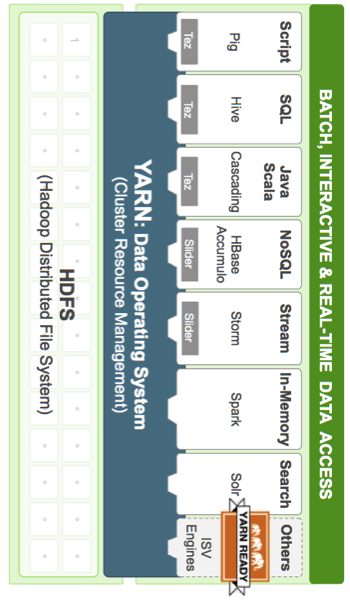 BATCH, INTERACTIVE & REAL-TIME DATA ACCESS
Script
Pig
Tez
SQL
Hive
Tez
Java
Scala
Cascading
Tez
NoSQL
HBase
Accumulo
Slider
Stream
Storm
Slider
In-Memory
Spark
Search
Solr
Others
YARN READY
ISV
Engines
YARN: Data Operating System
(Cluster Resource Management)
1
HDFS
(Hadoop Distributed File System)